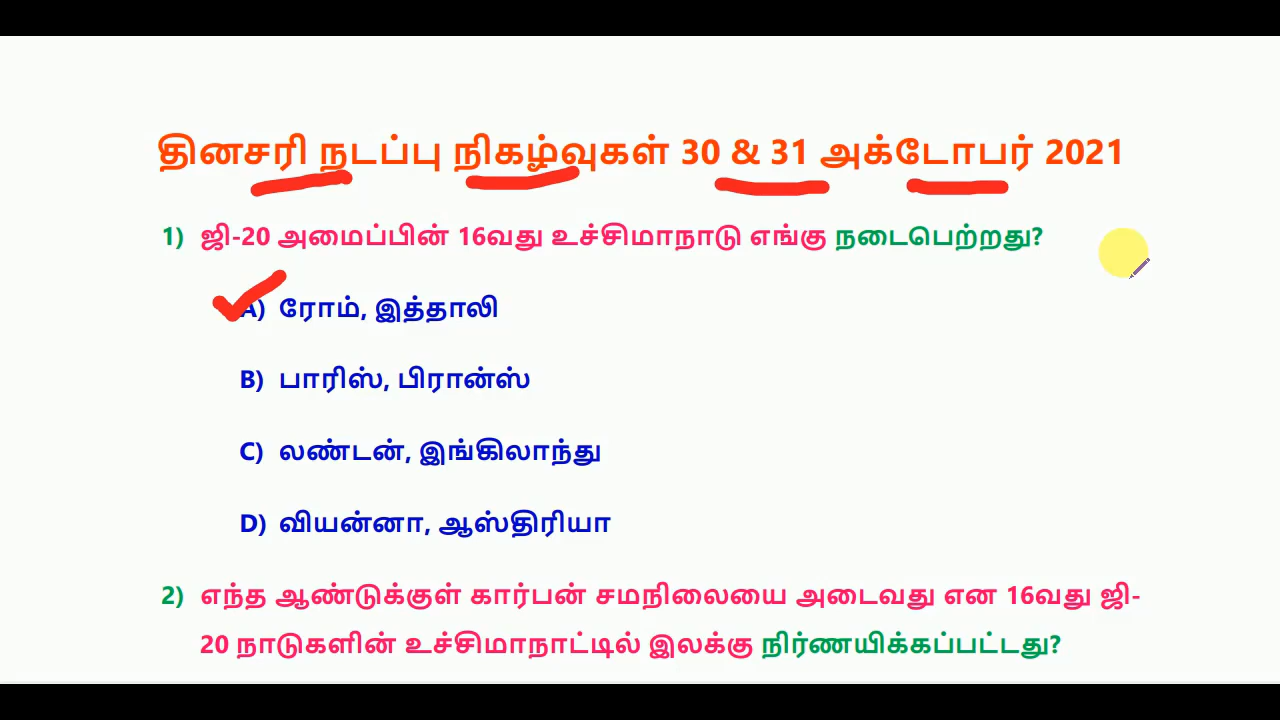 தினசரி நடப்பு நிகழ்வுகள் 30 & 31 அக்டோபர் 2021
1) ஜி-20 அமைப்பின் 16வது உச்சிமாநாடு எங்கு நடைபெற்றது?
A) ரோம், இத்தாலி
B) பாரிஸ், பிரான்ஸ்
C) லண்டன், இங்கிலாந்து
D) வியன்னா, ஆஸ்திரியா
2) எந்த ஆண்டுக்குள் கார்பன் சமநிலையை அடைவது என 16வது ஜி-
20 நாடுகளின் உச்சிமாநாட்டில் இலக்கு நிர்ணயிக்கப்பட்டது?